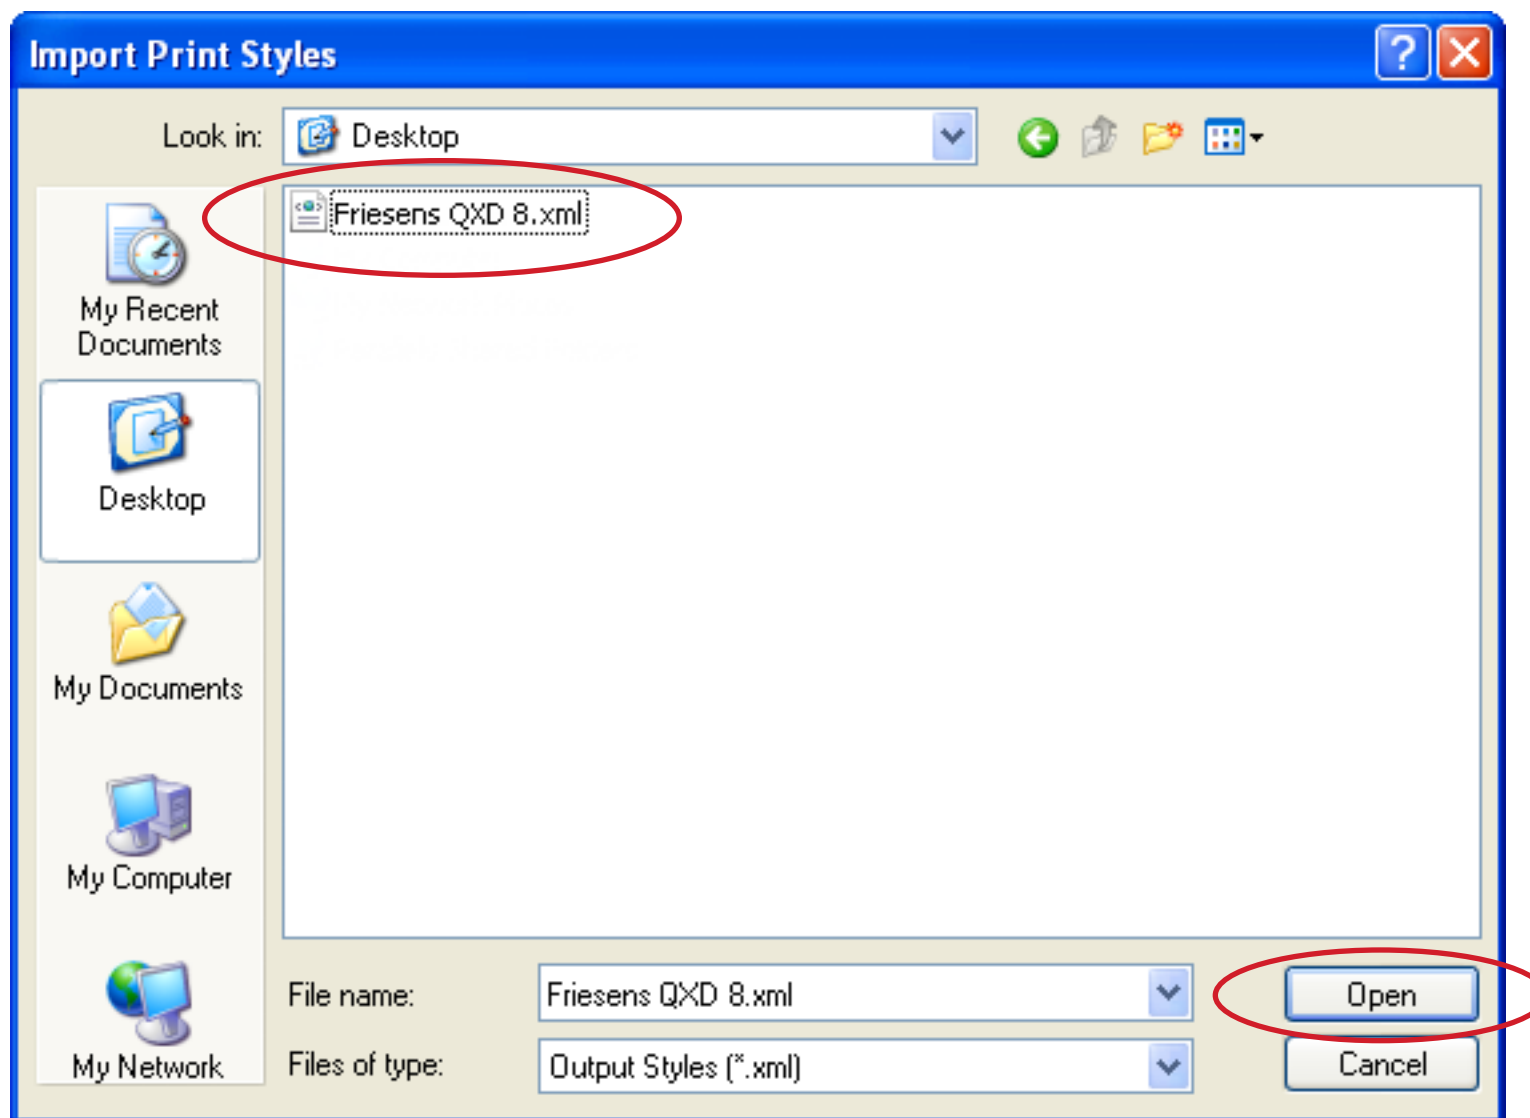 Import Print Styles
?
Look in:
Desktop
Friesens QXD 8.xml
My Recent
Documents
Desktop
My Documents
My Computer
My Network
File name:
Friesens QXD 8.xml
Open
Files of type:
Output Styles (*.xml)
Cancel